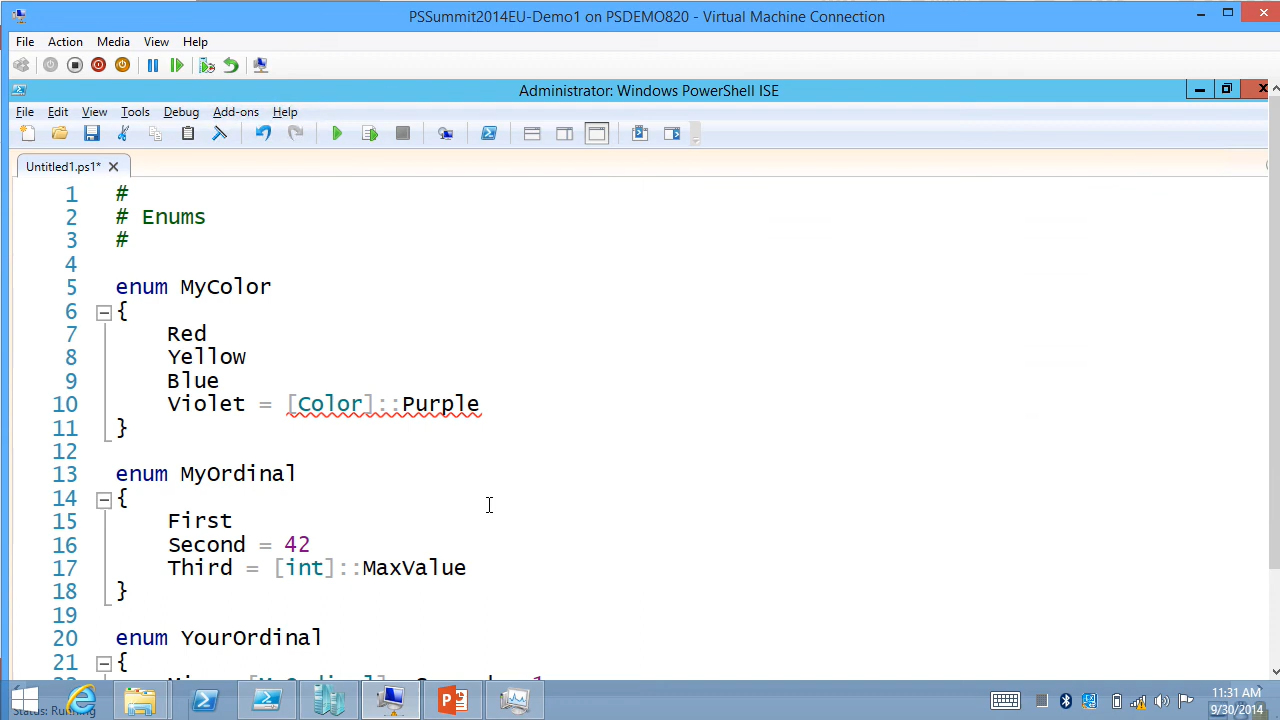 PSSummit2014EU-Demo1 on PSDEMO820 - Virtual Machine Connection
File Action Media View Help
Administrator: Windows PowerShell ISE
File Edit View Tools Debug Add-ons Help
Untitled1.ps1*
1 #
2 # Enums
3 #
4
5 enum MyColor
6 {
7 Red
8 Yellow
9 Blue
10 Violet = [Color]::Purple
11 }
12
13 enum MyOrdinal
14 {
15 First
16 Second = 42
17 Third = [int]::MaxValue
18 }
19
20 enum YourOrdinal
21 {
11:31 AM
9/30/2014